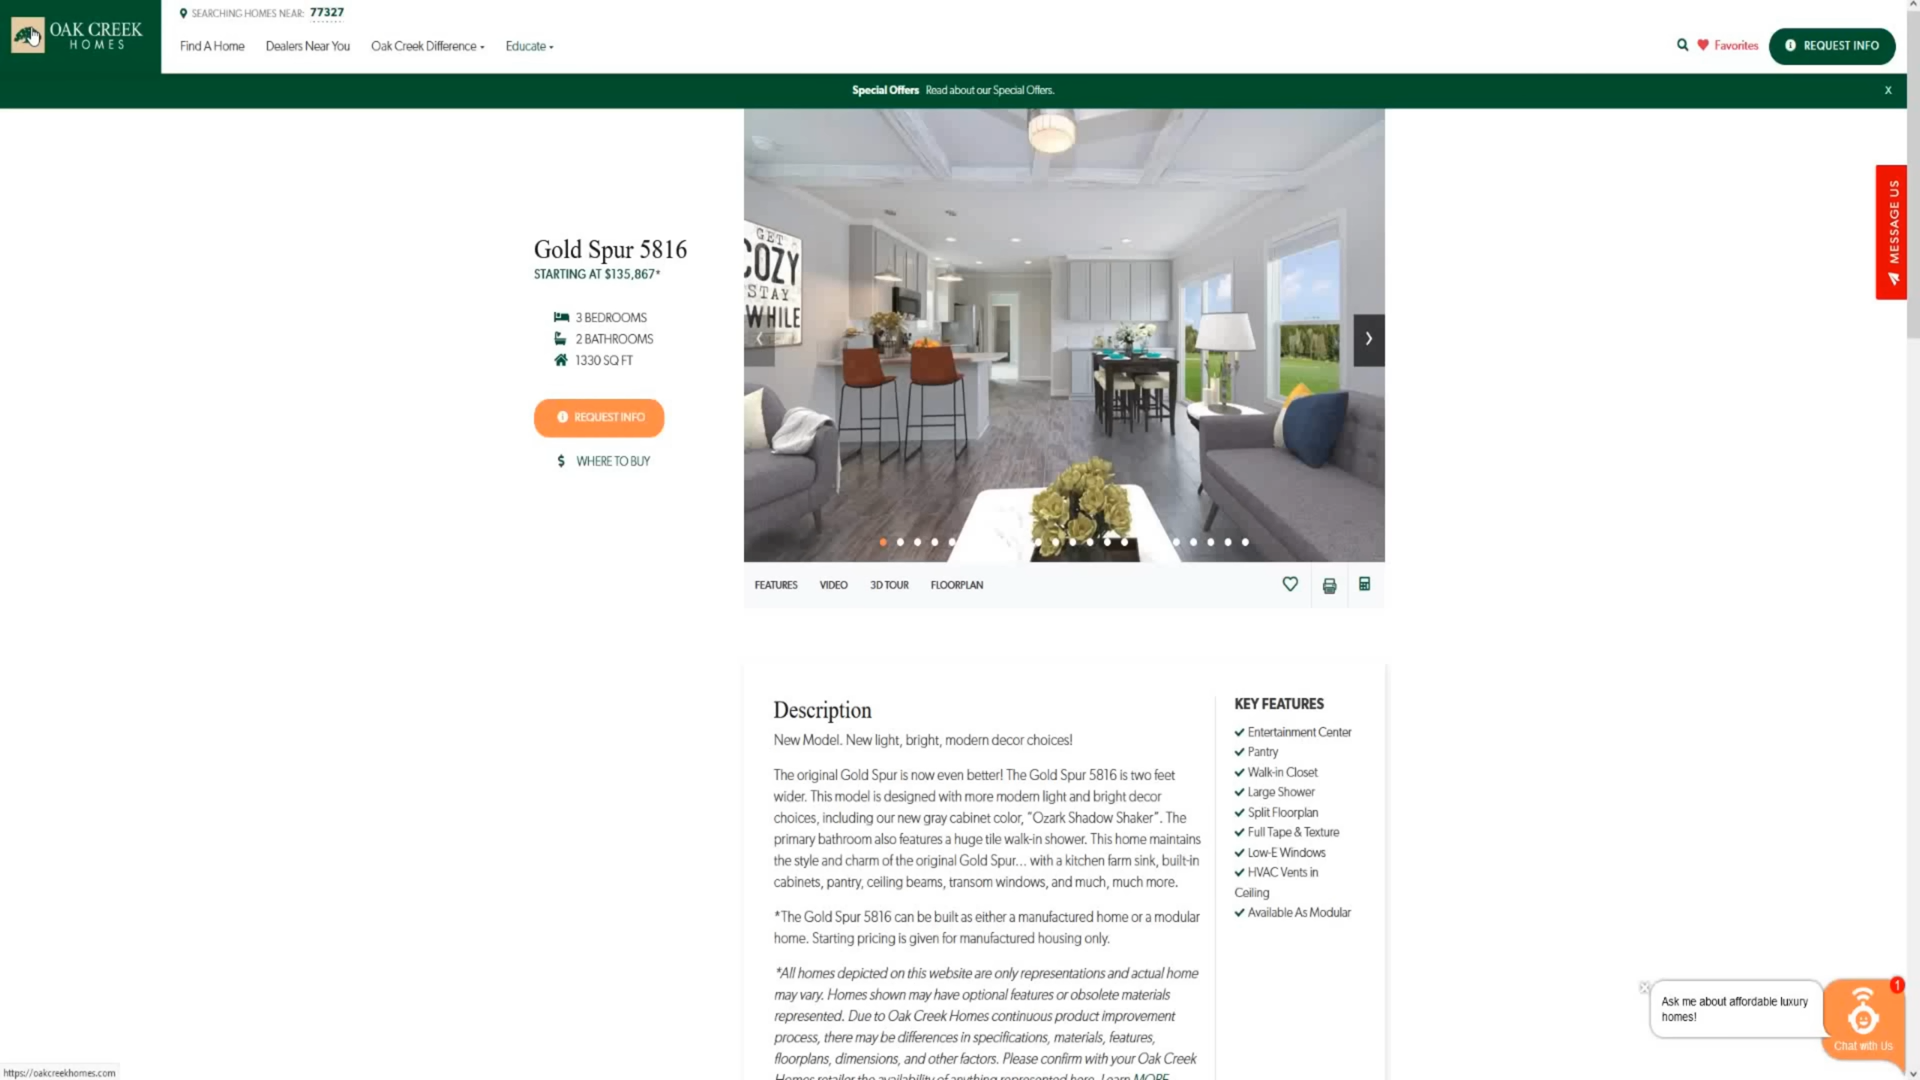 OAK CREEK
HOMES
SEARCHING HOMES NEAR: 77327
Find A Home
Dealers Near You
Oak Creek Difference
Educate
Favorites
REQUEST INFO
Special Offers Read about our Special Offers.
X
MESSAGE US
Gold Spur 5816
STARTING AT $135,867*
3 BEDROOMS
2 BATHROOMS
1330 SQ FT
REQUEST INFO
$ WHERE TO BUY
GET
COZY
STAY
WHILE
FEATURES
VIDEO
3D TOUR
FLOORPLAN
Description
New Model. New light, bright, modern decor choices!
The original Gold Spur is now even better! The Gold Spur 5816 is two feet
wider. This model is designed with more modern light and bright decor
choices, including our new gray cabinet color, "Ozark Shadow Shaker". The
primary bathroom also features a huge tile walk-in shower. This home maintains
the style and charm of the original Gold Spur... with a kitchen farm sink, built-in
cabinets, pantry, ceiling beams, transom windows, and much, much more.
*The Gold Spur 5816 can be built as either a manufactured home or a modular
home. Starting pricing is given for manufactured housing only.
*All homes depicted on this website are only representations and actual home
may vary. Homes shown may have optional features or obsolete materials
represented. Due to Oak Creek Homes continuous product improvement
process, there may be differences in specifications, materials, features,
floorplans, dimensions, and other factors. Please confirm with your Oak Creek
Homes retailer the availability of anything represented here. Learn MORE
KEY FEATURES
Entertainment Center
Pantry
Walk-in Closet
Large Shower
Split Floorplan
Full Tape & Texture
Low-E Windows
HVAC Vents in
Ceiling
Available As Modular
Ask me about affordable luxury
homes!
1
Chat with Us
https://oakcreekhomes.com